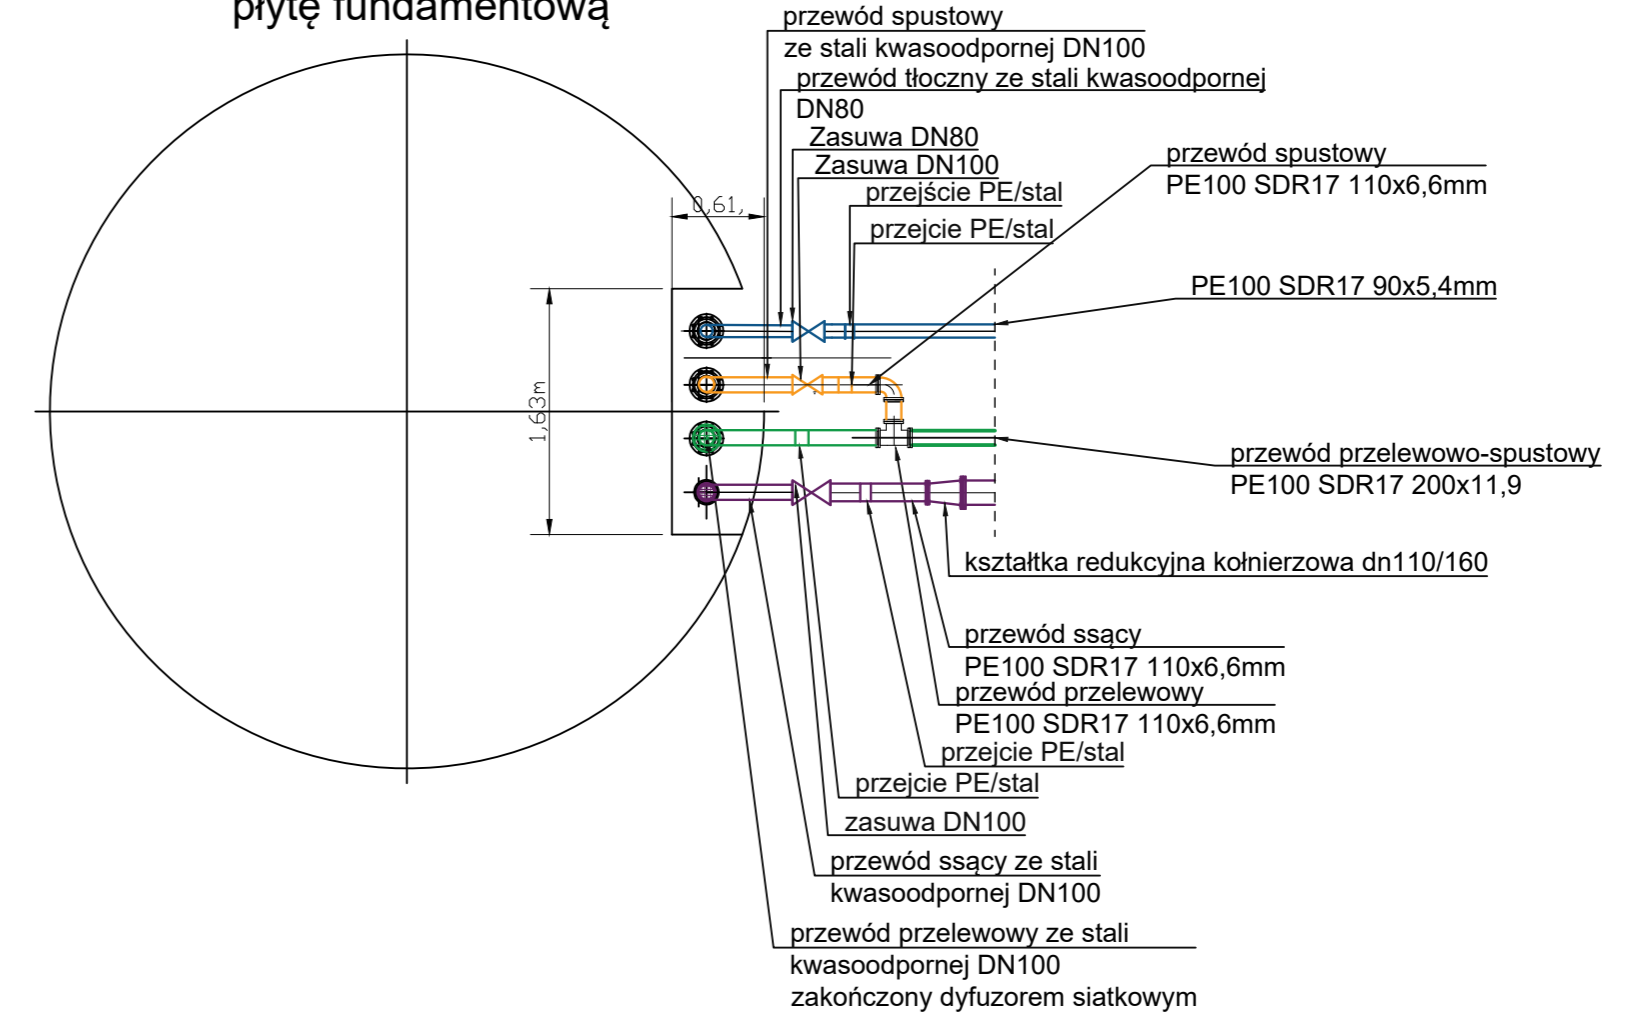 płytę fundamentową
przewód spustowy
ze stali kwasoodpornej DN100
przewód tłoczny ze stali kwasoodpornej
DN80
Zasuwa DN80
Zasuwa DN100
przejście PE/stal
przejcie PE/stal
przewód spustowy
PE100 SDR17 110x6,6mm
0,61,
PE100 SDR17 90x5,4mm
1,63m
przewód przelewowo-spustowy
PE100 SDR17 200x11,9
kształtka redukcyjna kołnierzowa dn110/160
przewód ssący
PE100 SDR17 110x6,6mm
przewód przelewowy
PE100 SDR17 110x6,6mm
przejcie PE/stal
przejcie PE/stal
zasuwa DN100
przewód ssący ze stali
kwasoodpornej DN100
przewód przelewowy ze stali
kwasoodpornej DN100
zakończony dyfuzorem siatkowym